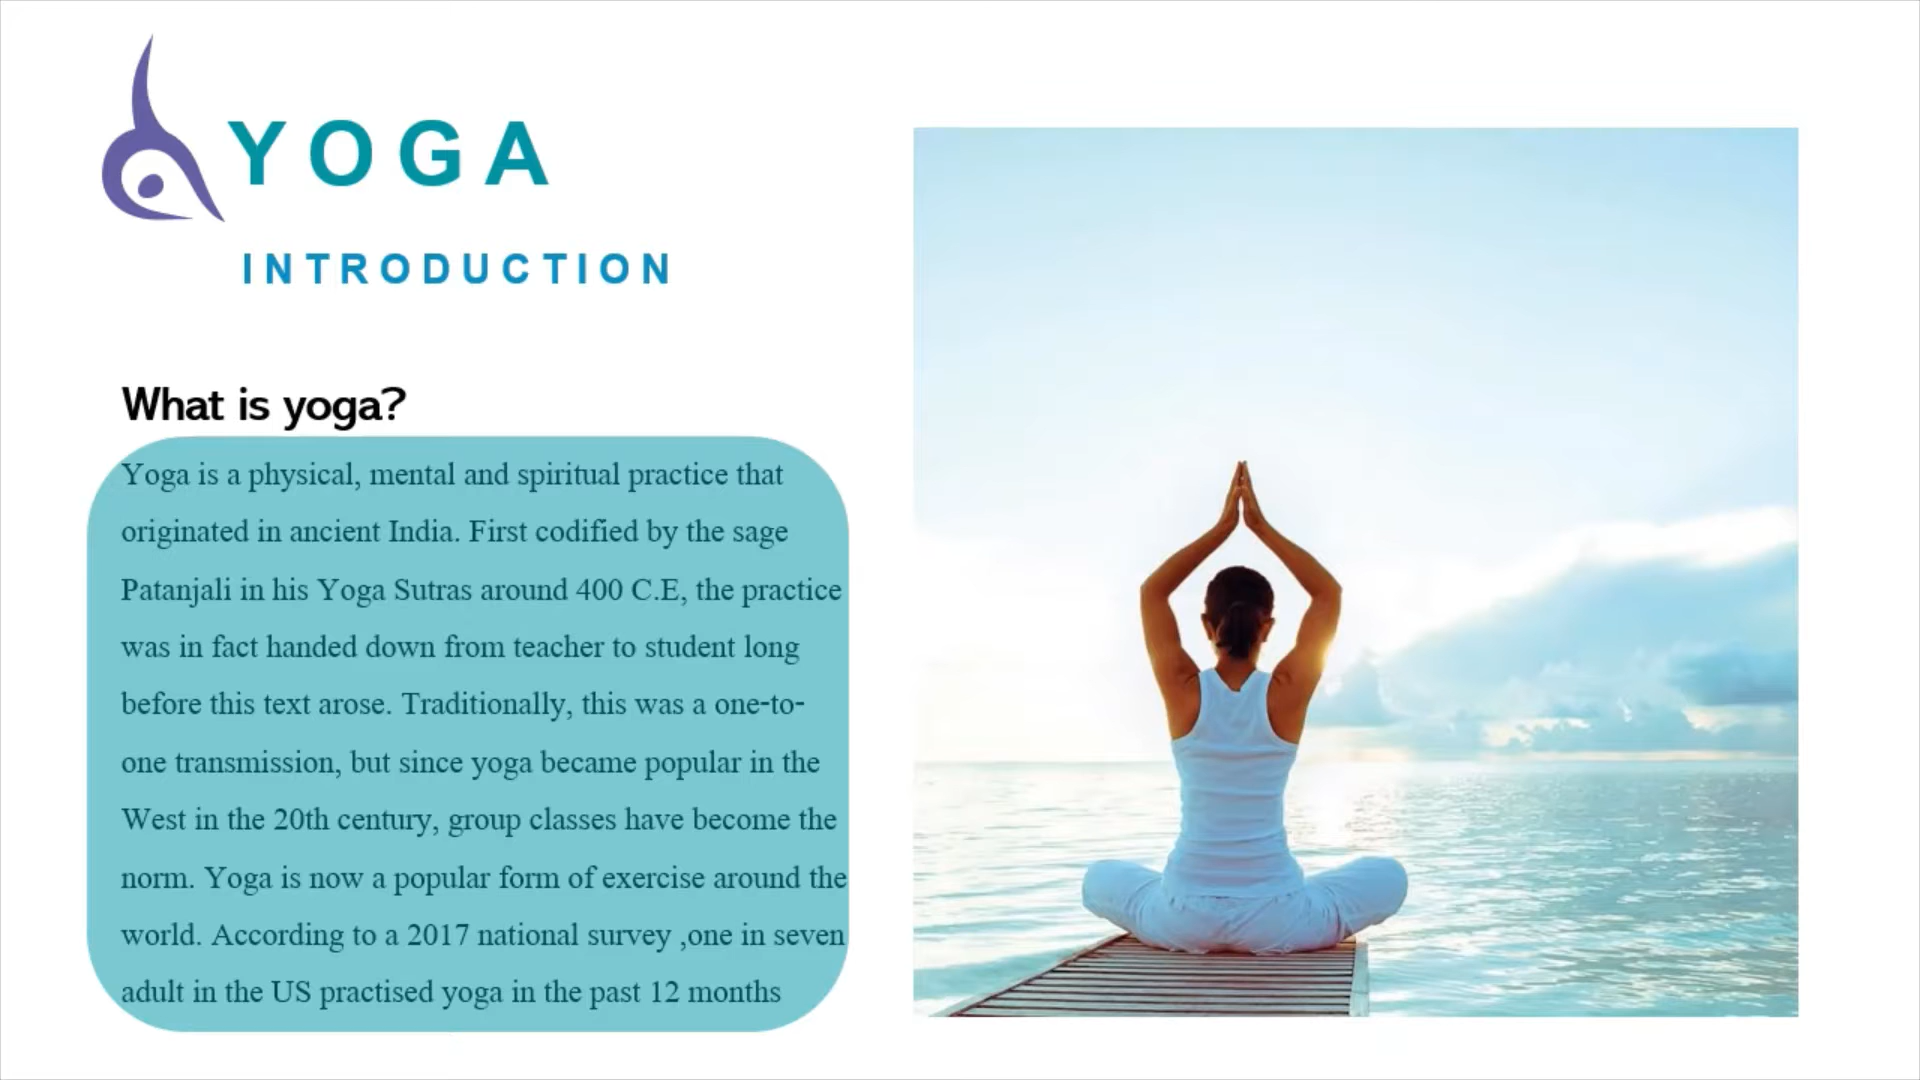 YOGA
INTRODUCTION
What is yoga?
Yoga is a physical, mental and spiritual practice that
originated in ancient India. First codified by the sage
Patanjali in his Yoga Sutras around 400 C.E, the practice
was in fact handed down from teacher to student long
before this text arose. Traditionally, this was a one-to-
one transmission, but since yoga became popular in the
West in the 20th century, group classes have become the
norm. Yoga is now a popular form of exercise around the
world. According to a 2017 national survey ,one in seven
adult in the US practised yoga in the past 12 months